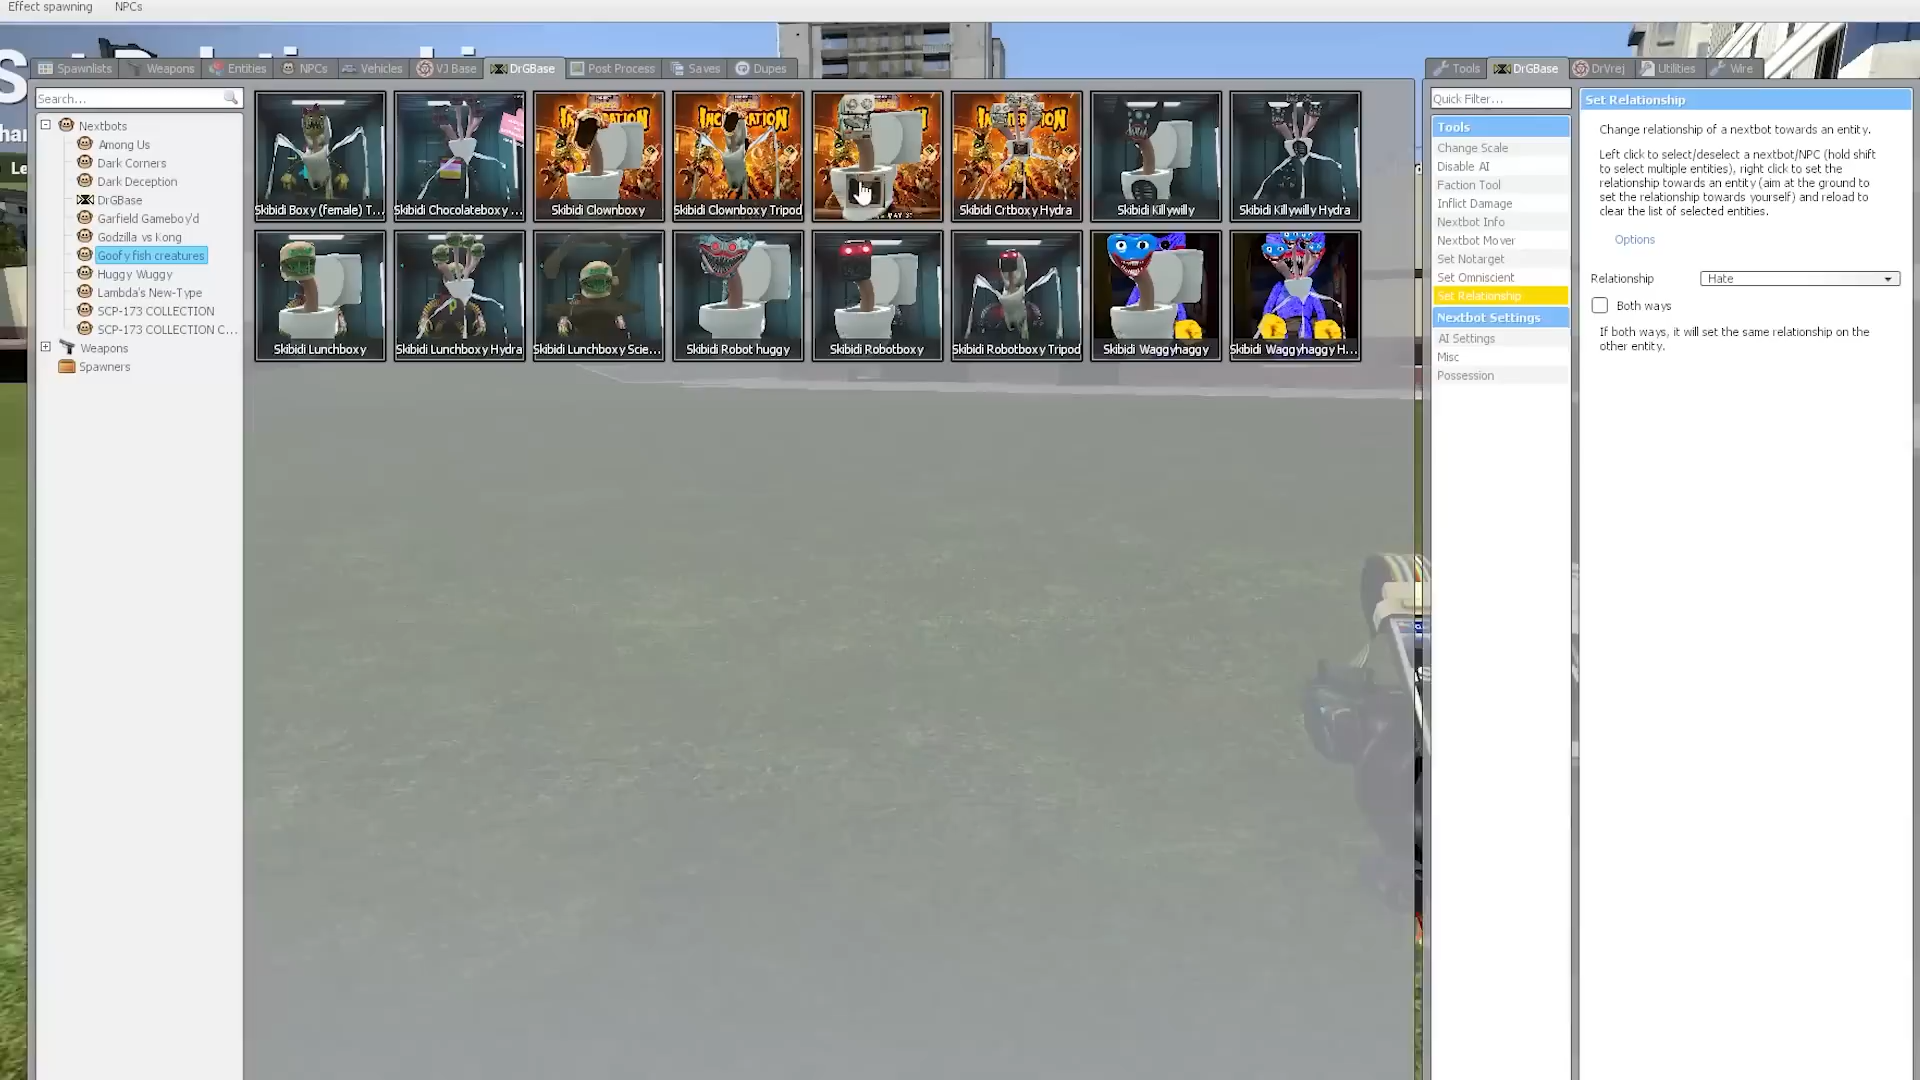 Effect spawning NPCs
Spawnlists Weapons Entities NPCs Vehicles VJ Base DrGBase Post Process Saves Dupes
Search...
Nextbots
Among Us
Dark Corners
Dark Deception
DrGBase
Garfield Gameboy'd
Godzilla vs Kong
Goofy fish creatures
Huggy Wuggy
Lambda's New-Type
SCP-173 COLLECTION
SCP-173 COLLECTION C...
Weapons
Spawners
Skibidi Boxy (female) T... Skibidi Chocolateboxy ... Skibidi Clownboxy Skibidi Clownboxy Tripod Skibidi Crtboxy Hydra Skibidi Killywilly Skibidi Killywilly Hydra
Skibidi Lunchboxy Skibidi Lunchboxy Hydra Skibidi Lunchboxy Scie... Skibidi Robot huggy Skibidi Robotboxy Skibidi Robotboxy Tripod Skibidi Waggyhaggy Skibidi Waggyhaggy H...
Tools DrGBase DrVrej Utilities Wire
Quick Filter...
Tools
Change Scale
Disable AI
Faction Tool
Inflict Damage
Nextbot Info
Nextbot Mover
Set Notarget
Set Omniscient
Set Relationship
Nextbot Settings
AI Settings
Misc
Possession
Set Relationship
Change relationship of a nextbot towards an entity.
Left click to select/deselect a nextbot/NPC (hold shift
to select multiple entities), right click to set the
relationship towards an entity (aim at the ground to
set the relationship towards yourself) and reload to
clear the list of selected entities.
Options
Relationship Hate
Both ways
If both ways, it will set the same relationship on the
other entity.